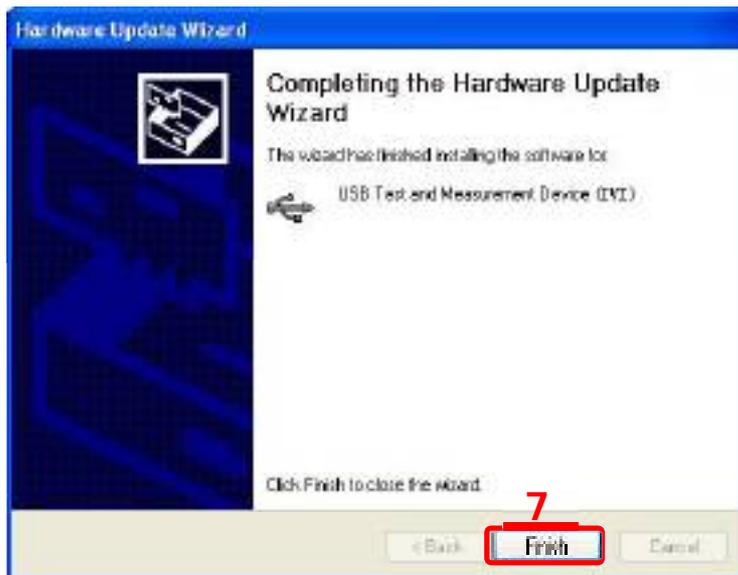 Hardware Update Wizard
Completing the Hardware Update
Wizard
The wizard has finished installing the software for:
USB Test and Measurement Device (IVI)
Click Finish to close the wizard.
7
< Back Finish Cancel